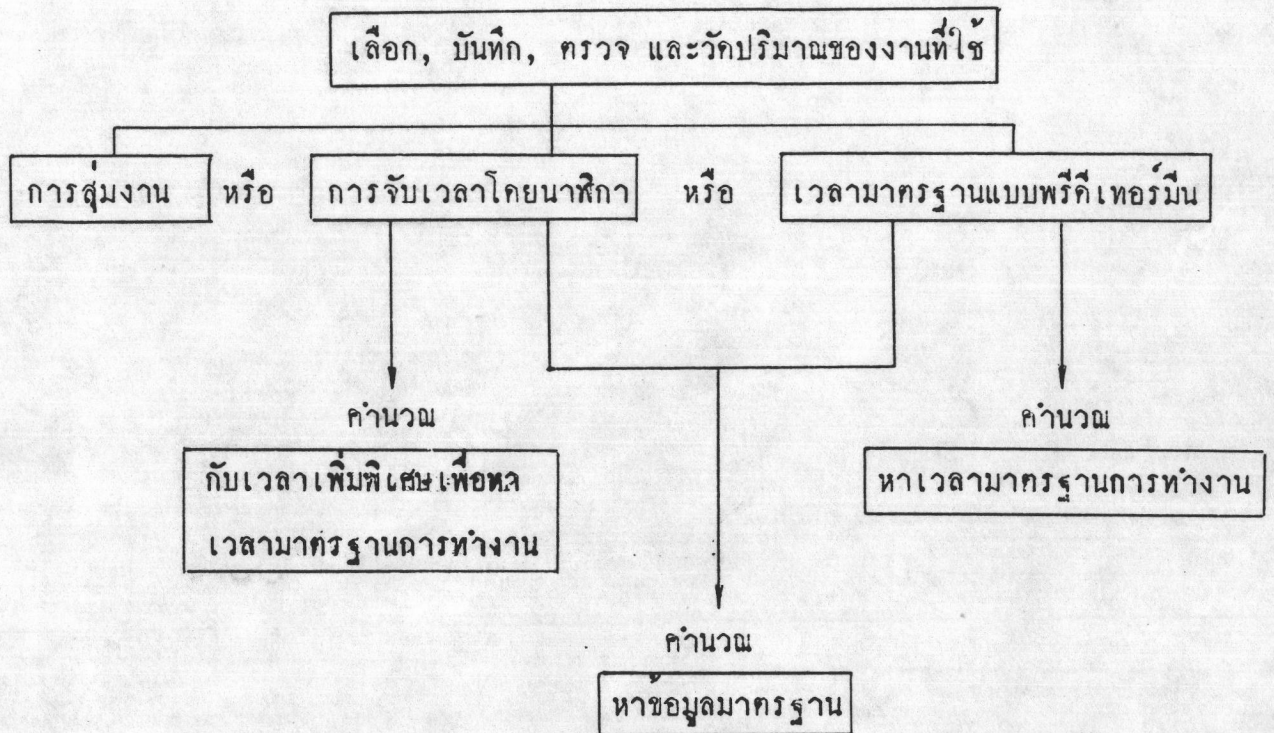 เลือก, บันทึก, ตรวจ และวัดปริมาณของงานที่ใช้
การสุ่มงาน หรือ การจับเวลาโดยนาฬิกา หรือ เวลามาตรฐานแบบพรีดีเทอร์มีน
คำนวณ คำนวณ
กับเวลาเพิ่มพิเศษเพื่อหา หาเวลามาตรฐานการทำงาน
เวลามาตรฐานการทำงาน
คำนวณ
หาข้อมูลมาตรฐาน